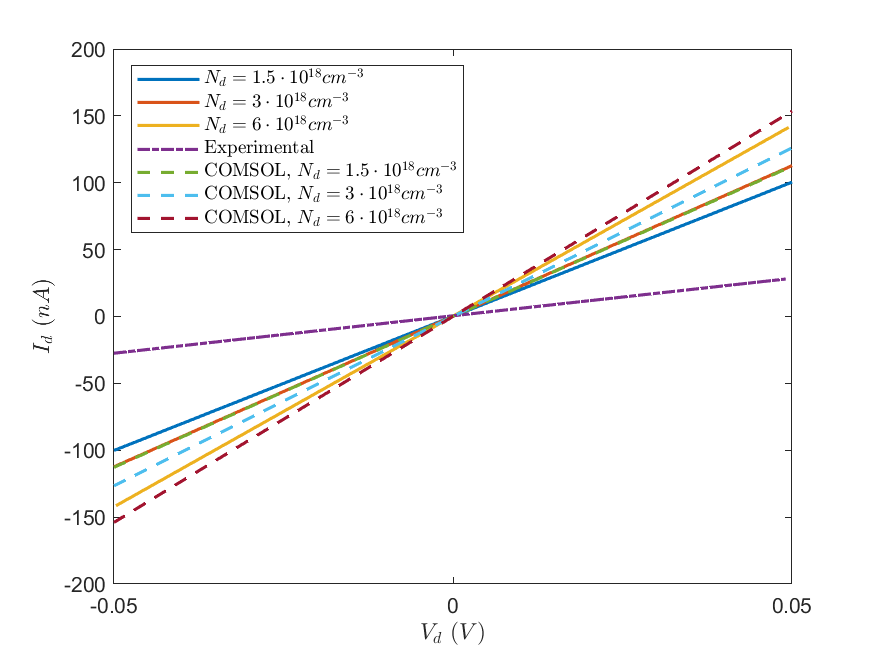 200
150
100
50
0
-50
-100
-150
-200
-0.05
0
0.05
I_d (nA)
V_d (V)
N_d = 1.5 · 10^18 cm^−3
N_d = 3 · 10^18 cm^−3
N_d = 6 · 10^18 cm^−3
Experimental
COMSOL, N_d = 1.5 · 10^18 cm^−3
COMSOL, N_d = 3 · 10^18 cm^−3
COMSOL, N_d = 6 · 10^18 cm^−3